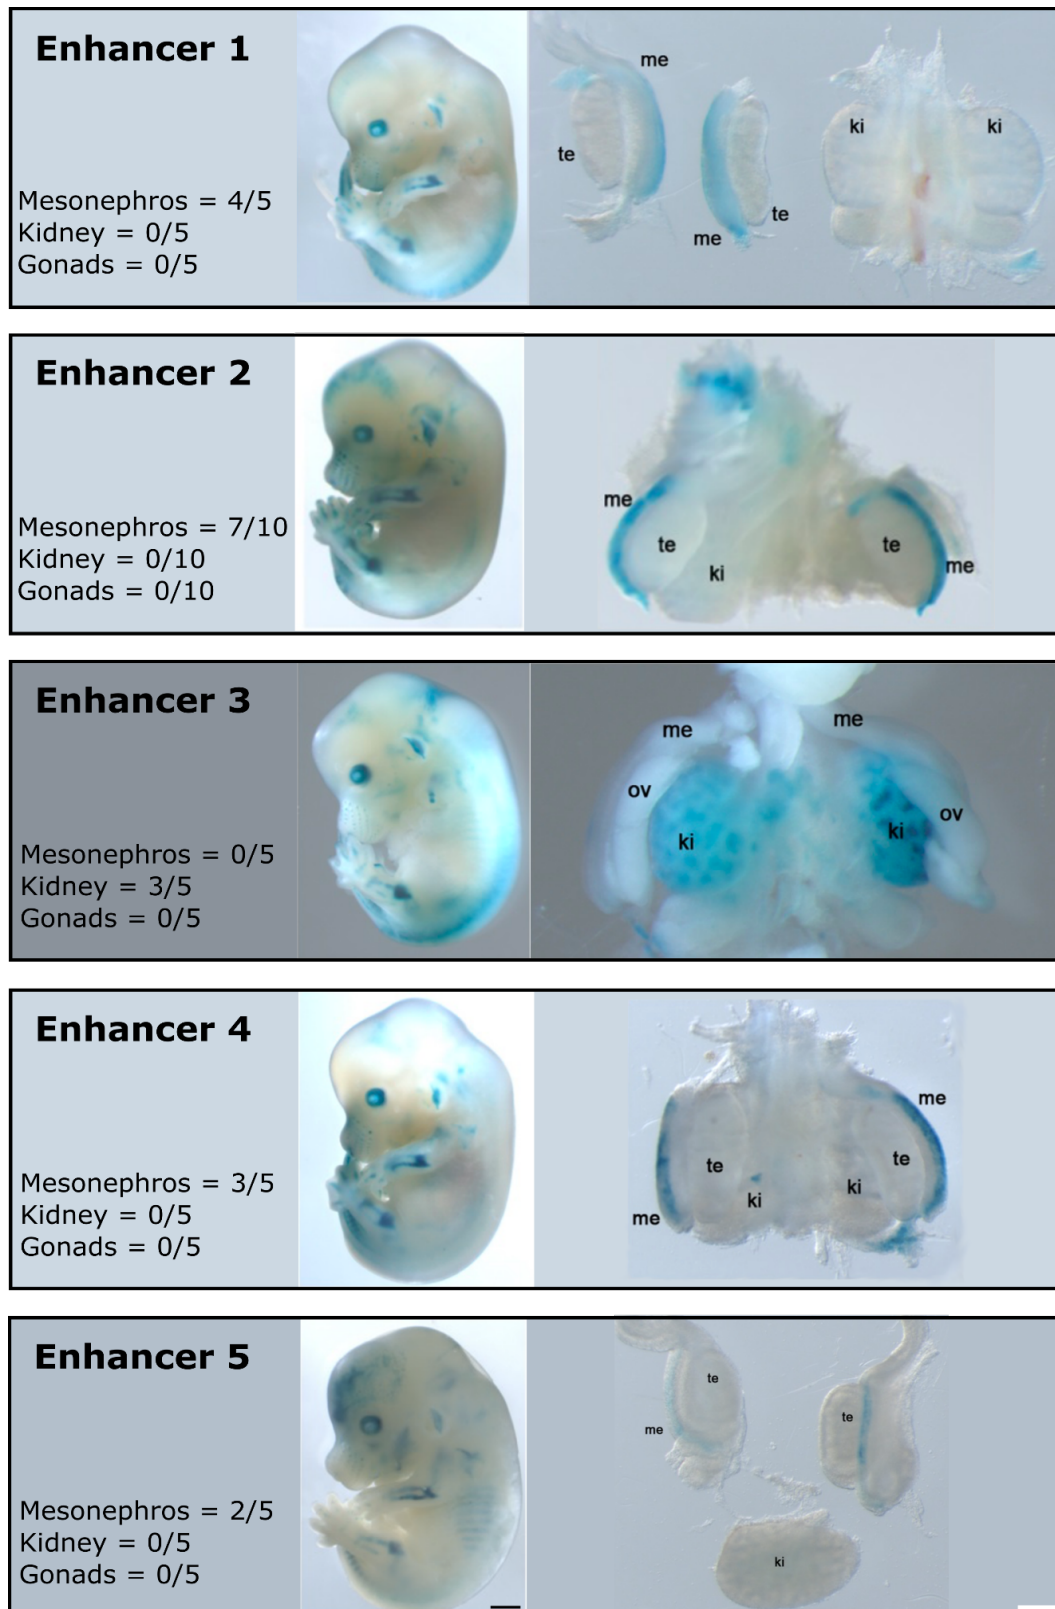 Enhancer 1
me
ki
ki
te
te
me
Mesonephros = 4/5
Kidney = 0/5
Gonads = 0/5
Enhancer 2
me
te
te
ki
me
Mesonephros = 7/10
Kidney = 0/10
Gonads = 0/10
Enhancer 3
me
me
ov
ov
ki
ki
Mesonephros = 0/5
Kidney = 3/5
Gonads = 0/5
Enhancer 4
me
te
te
ki
ki
me
Mesonephros = 3/5
Kidney = 0/5
Gonads = 0/5
Enhancer 5
te
te
me
ki
Mesonephros = 2/5
Kidney = 0/5
Gonads = 0/5